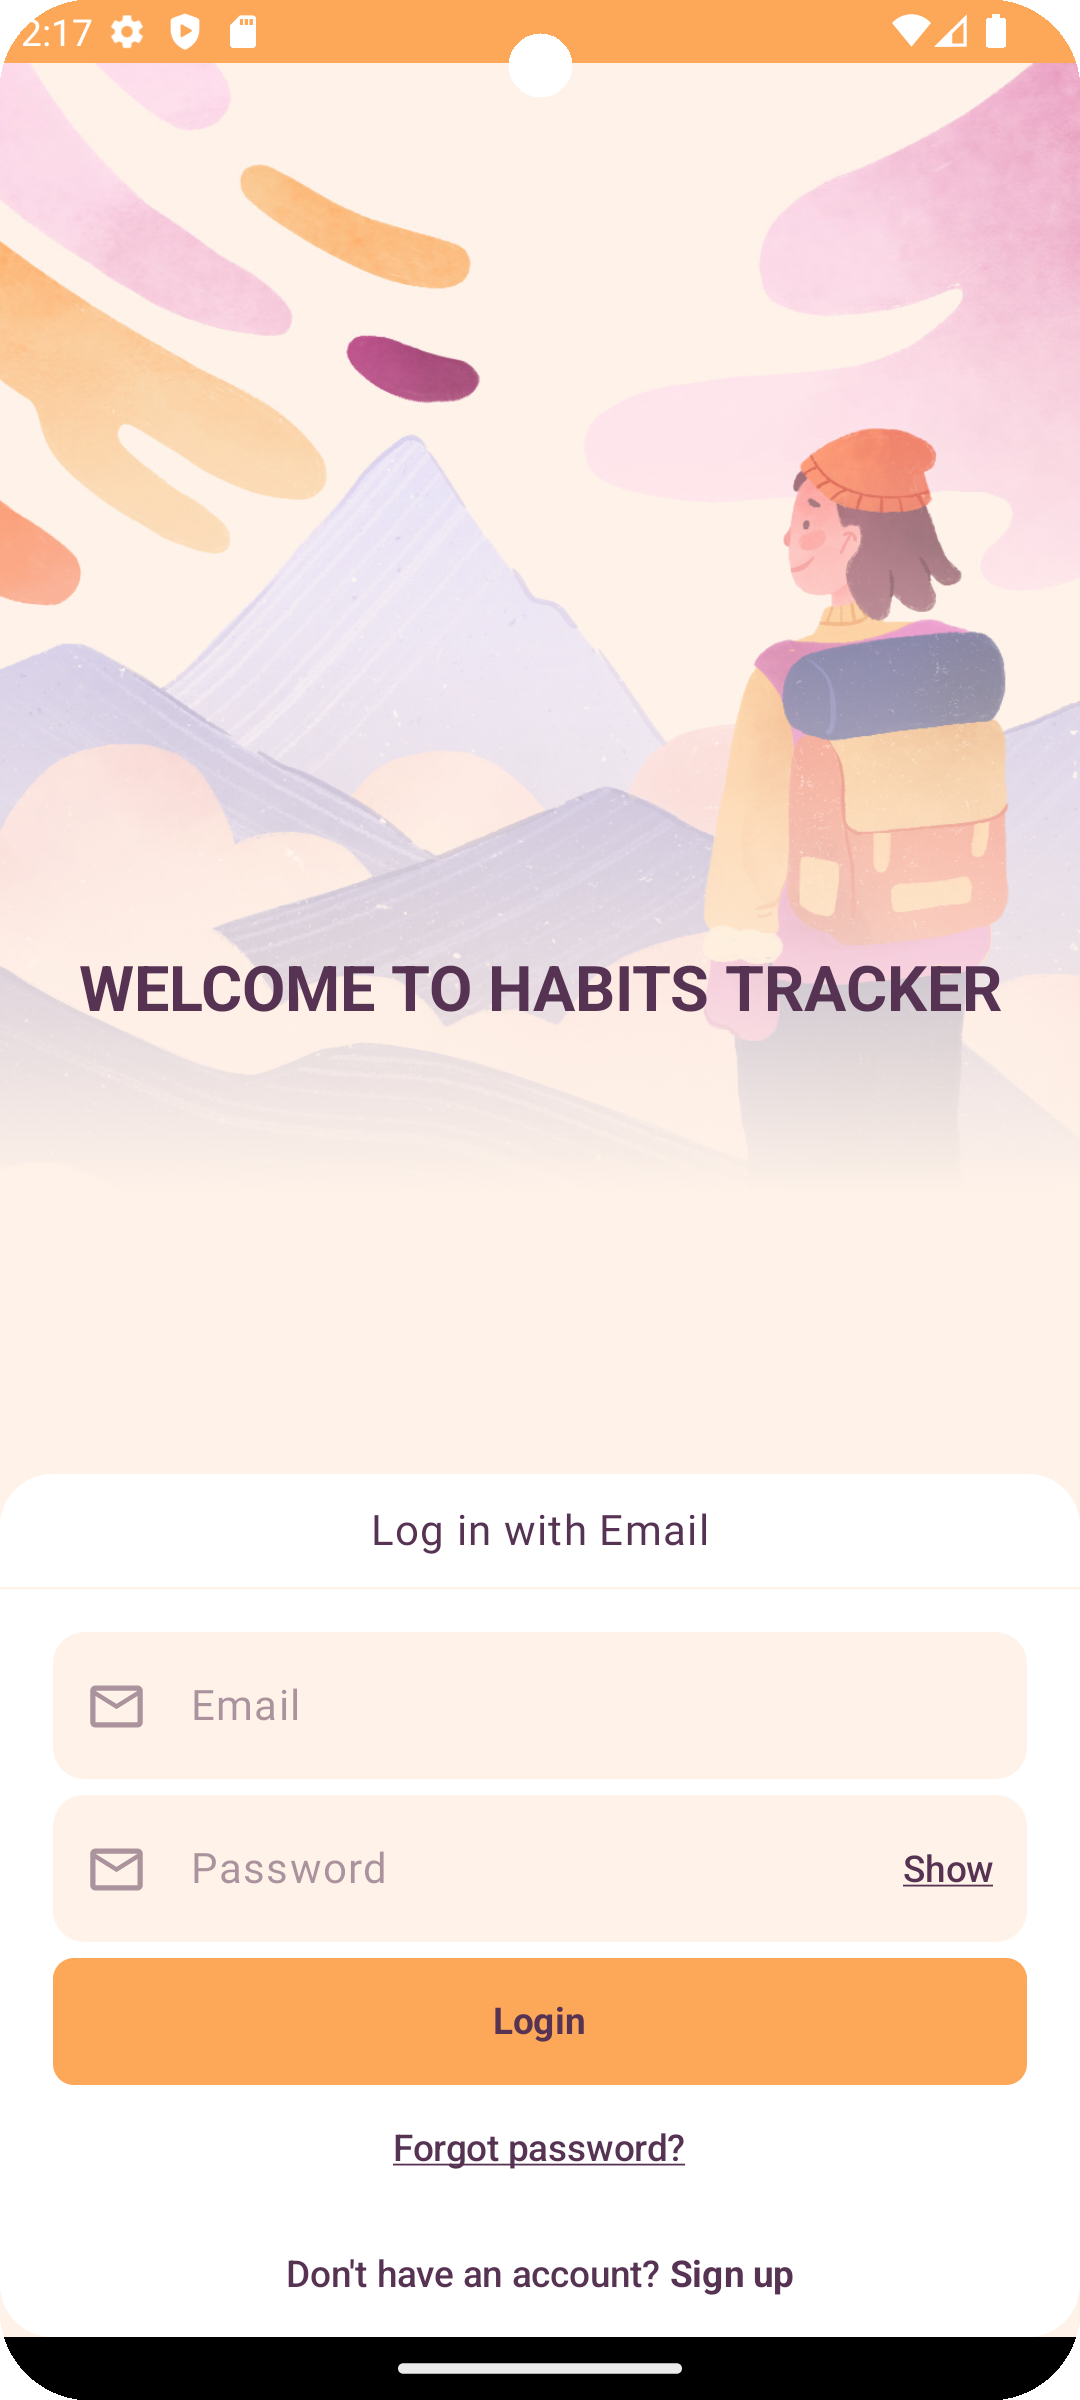 2:17
WELCOME TO HABITS TRACKER
Log in with Email
Email
Password
Show
Login
Forgot password?
Don't have an account? Sign up